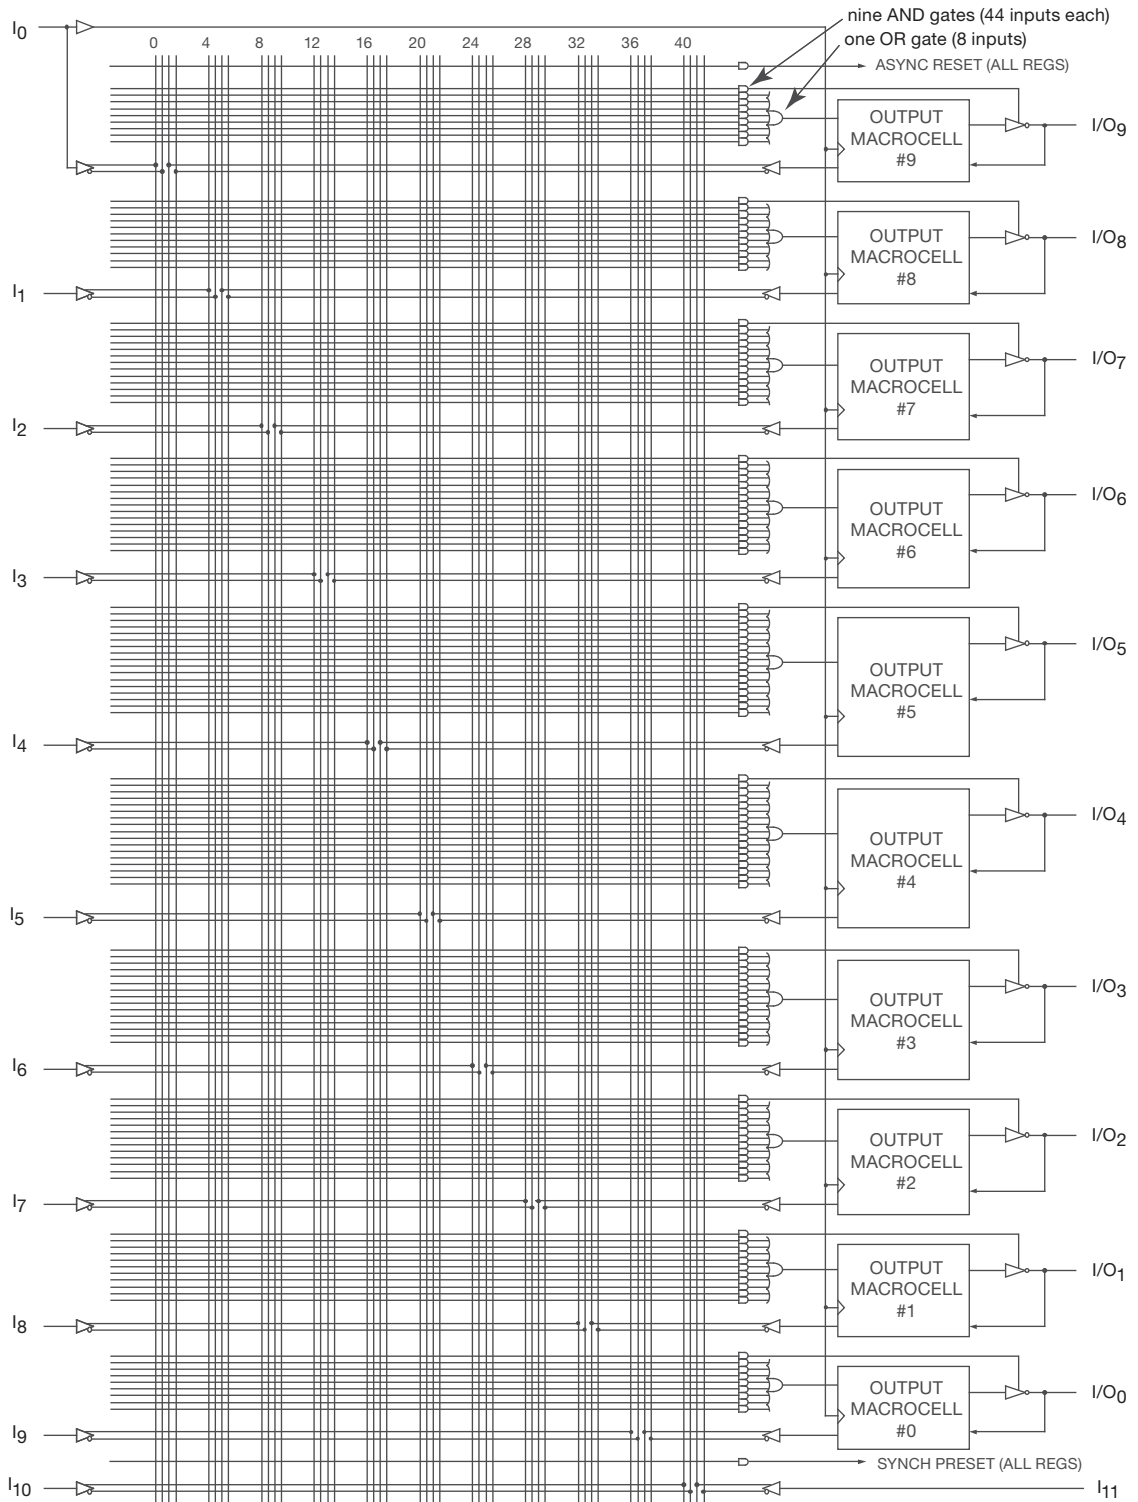 nine AND gates (44 inputs each)
I0
one OR gate (8 inputs)
0 4 8 12 16 20 24 28 32 36 40
ASYNC RESET (ALL REGS)
OUTPUT
MACROCELL
#9
I/O9
OUTPUT
MACROCELL
#8
I/O8
I1
OUTPUT
MACROCELL
#7
I/O7
I2
OUTPUT
MACROCELL
#6
I/O6
I3
OUTPUT
MACROCELL
#5
I/O5
I4
OUTPUT
MACROCELL
#4
I/O4
I5
OUTPUT
MACROCELL
#3
I/O3
I6
OUTPUT
MACROCELL
#2
I/O2
I7
OUTPUT
MACROCELL
#1
I/O1
I8
OUTPUT
MACROCELL
#0
I/O0
I9
SYNCH PRESET (ALL REGS)
I10
I11